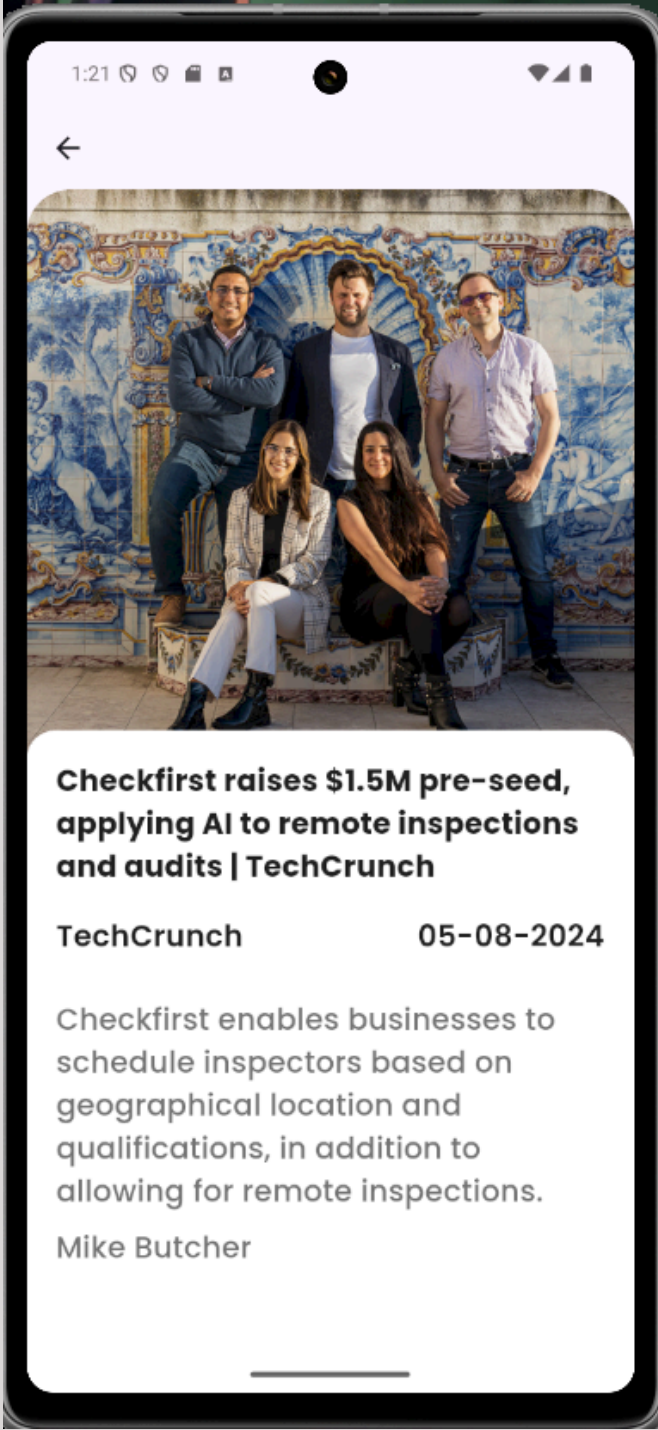 1:21
Checkfirst raises $1.5M pre-seed,
applying AI to remote inspections
and audits | TechCrunch
TechCrunch 05-08-2024
Checkfirst enables businesses to
schedule inspectors based on
geographical location and
qualifications, in addition to
allowing for remote inspections.
Mike Butcher